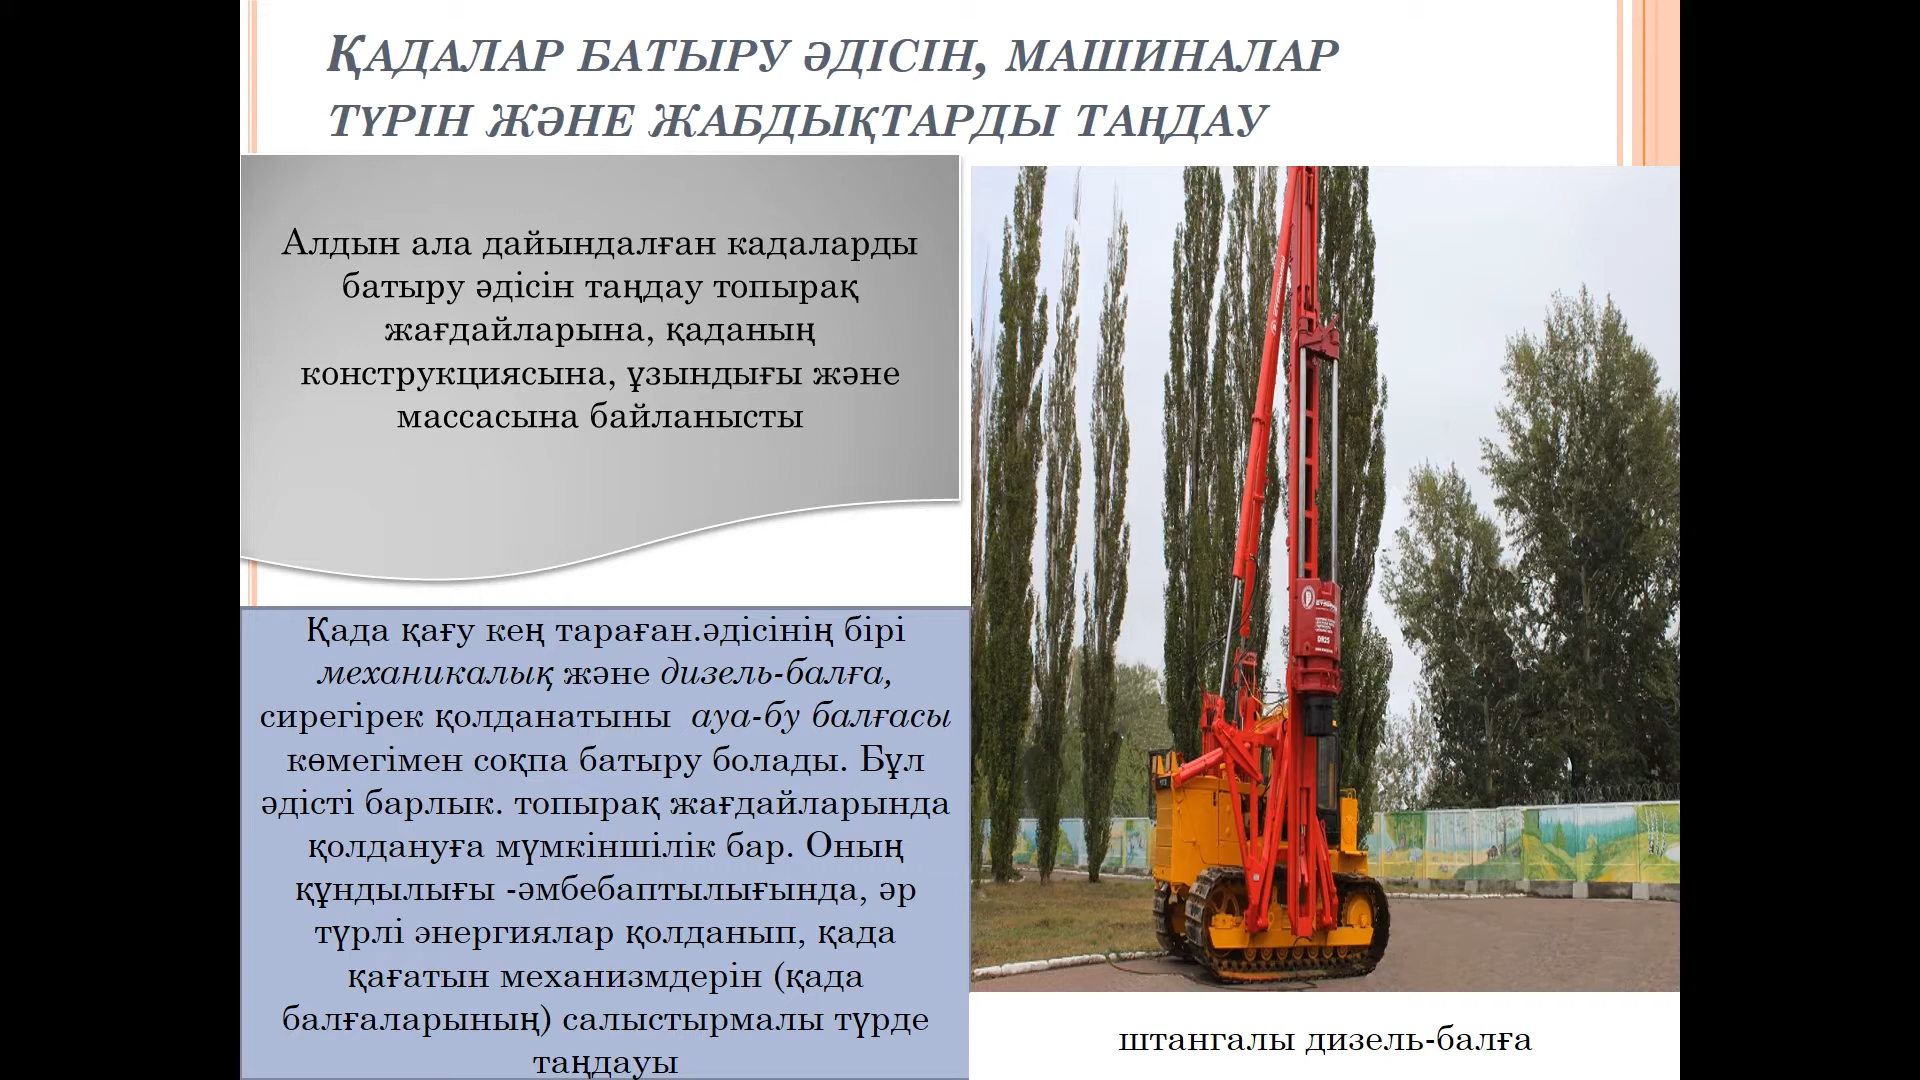 ҚАДАЛАР БАТЫРУ ӘДІСІН, МАШИНАЛАР
ТҮРІН ЖӘНЕ ЖАБДЫҚТАРДЫ ТАҢДАУ
Алдын ала дайындалған кадаларды
батыру әдісін таңдау топырақ
жағдайларына, қаданың
конструкциясына, ұзындығы және
массасына байланысты
Қада қағу кең тараған.әдісінің бірі
механикалық және дизель-балға,
сирегірек қолданатыны ауа-бу балғасы
көмегімен соқпа батыру болады. Бұл
әдісті барлык. топырақ жағдайларында
қолдануға мүмкіншілік бар. Оның
құндылығы -әмбебаптылығында, әр
түрлі энергиялар қолданып, қада
қағатын механизмдерін (қада
балғаларының) салыстырмалы түрде
таңдауы
штангалы дизель-балға